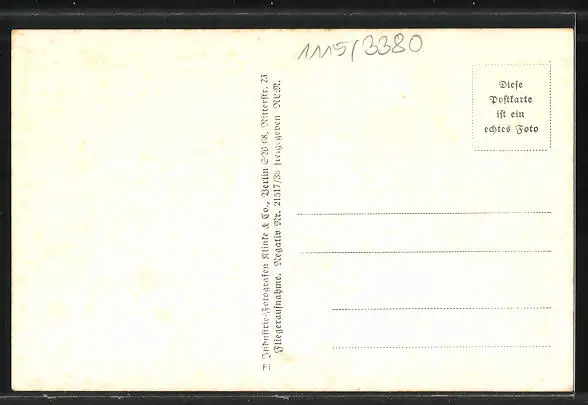 1115/3380
Diese
Postkarte
ist ein
echtes Foto
Industrie-Fotografen Klinke & Co., Berlin SW 68, Ritterstr. 23
Fliegeraufnahme. Negativ Nr. 21517/38 freigegeben RLM.
F1